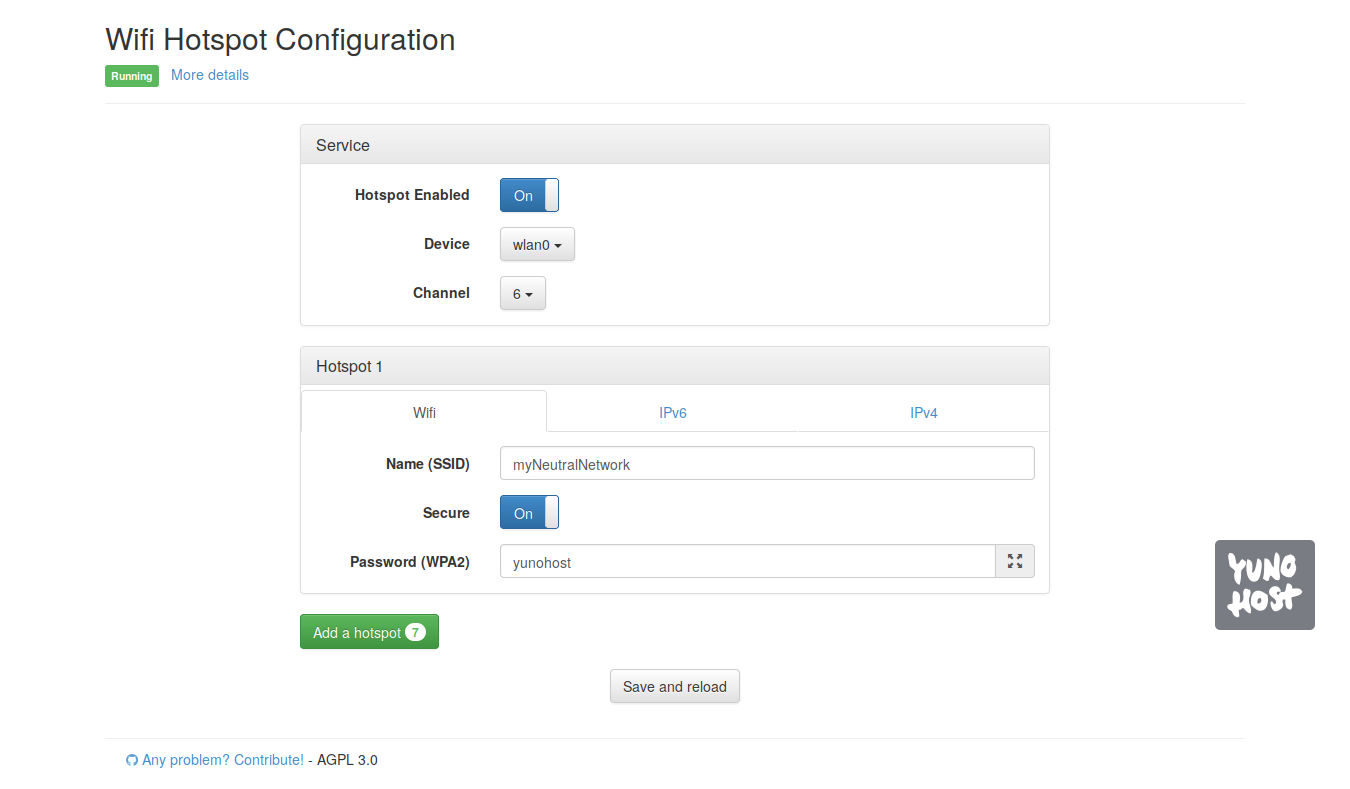 Wifi Hotspot Configuration
Running More details
Service
Hotspot Enabled On
Device wlan0
Channel 6
Hotspot 1
Wifi IPv6 IPv4
Name (SSID) myNeutralNetwork
Secure On
Password (WPA2) yunohost
YUNO
HOST
Add a hotspot 7
Save and reload
Any problem? Contribute! - AGPL 3.0